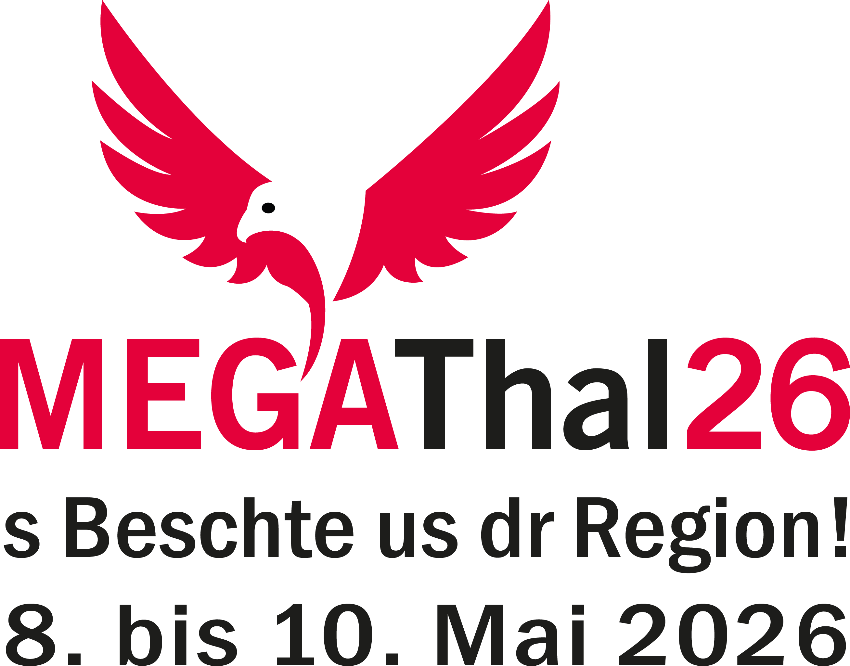 MEGAThal26
s Beschte us dr Region!
8. bis 10. Mai 2026